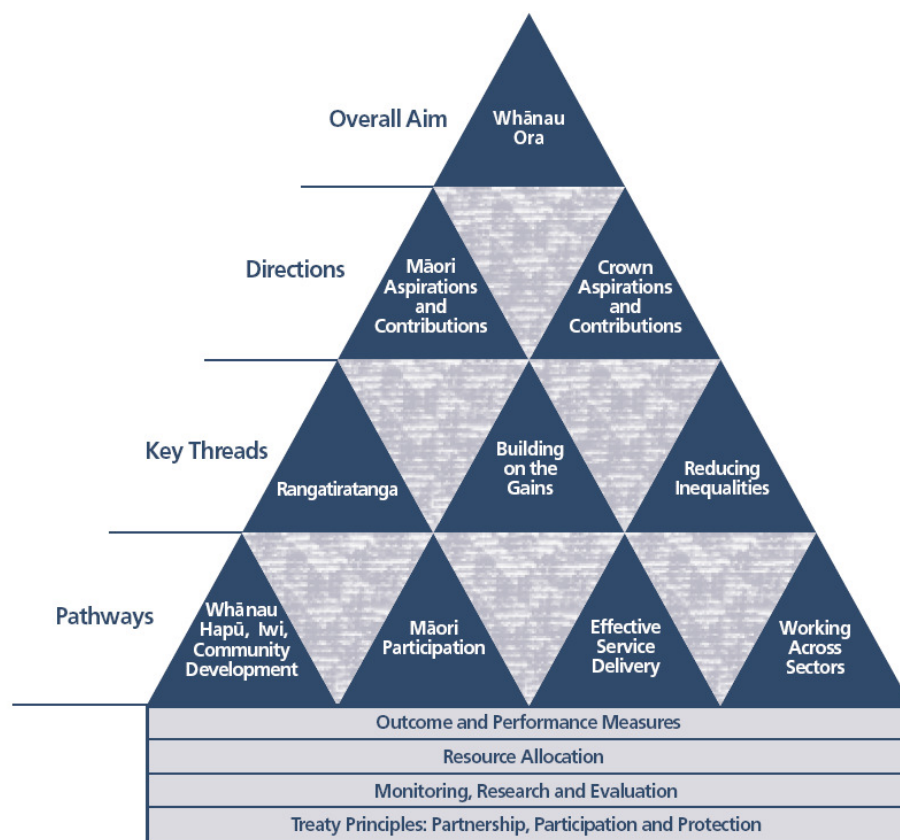 Overall Aim
Whānau
Ora
Directions
Māori
Aspirations
and
Contributions
Crown
Aspirations
and
Contributions
Key Threads
Rangatiratanga
Building
on the
Gains
Reducing
Inequalities
Pathways
Whānau
Hapū, Iwi,
Community
Development
Māori
Participation
Effective
Service
Delivery
Working
Across
Sectors
Outcome and Performance Measures
Resource Allocation
Monitoring, Research and Evaluation
Treaty Principles: Partnership, Participation and Protection